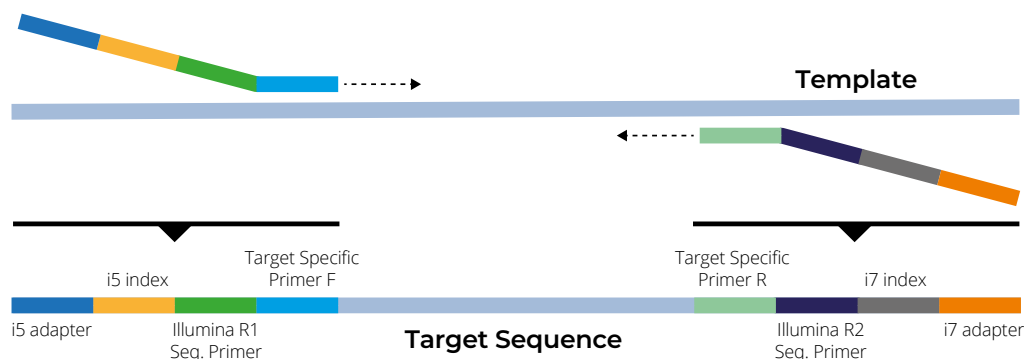 Template
Target Specific
Primer F
i5 index
Target Specific
Primer R
i7 index
i5 adapter
Illumina R1
Seq. Primer
Target Sequence
Illumina R2
Seq. Primer
i7 adapter